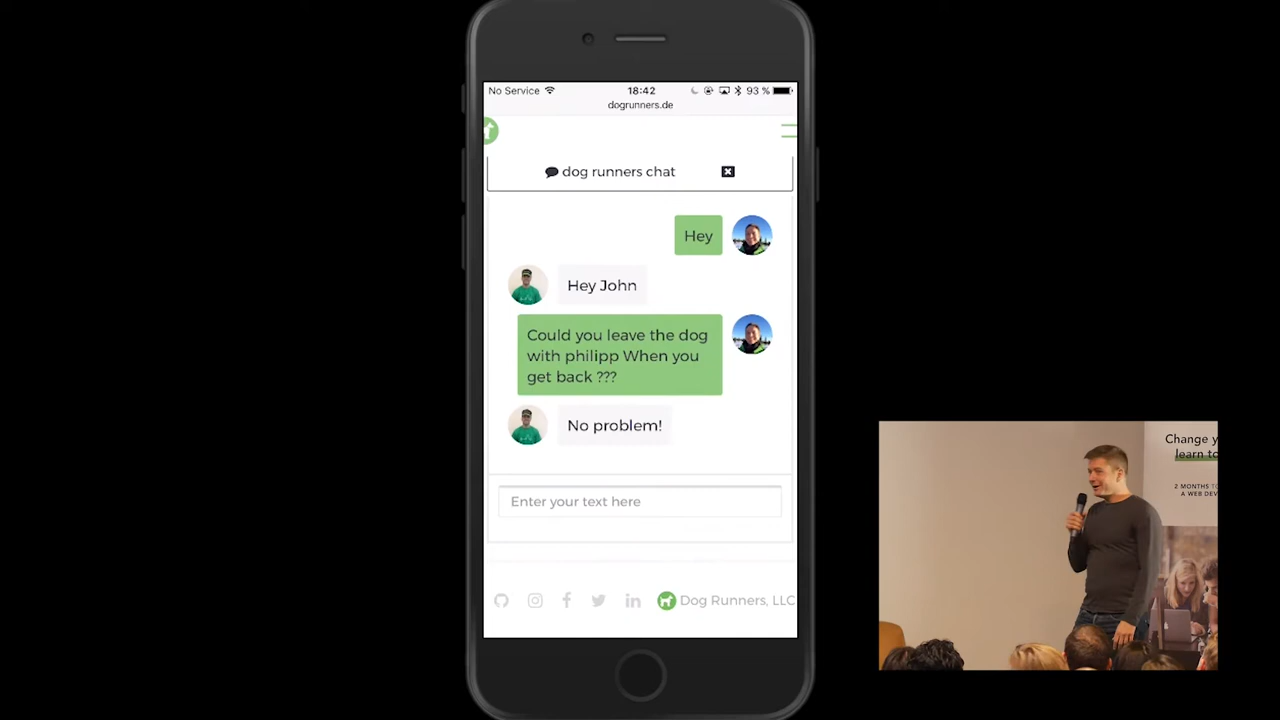 No Service 18:42 93 %
dogrunners.de
dog runners chat
Hey
Hey John
Could you leave the dog
with philipp When you
get back ???
No problem!
Enter your text here
Dog Runners, LLC
Change y
learn to
2 MONTHS TO
A WEB DEV